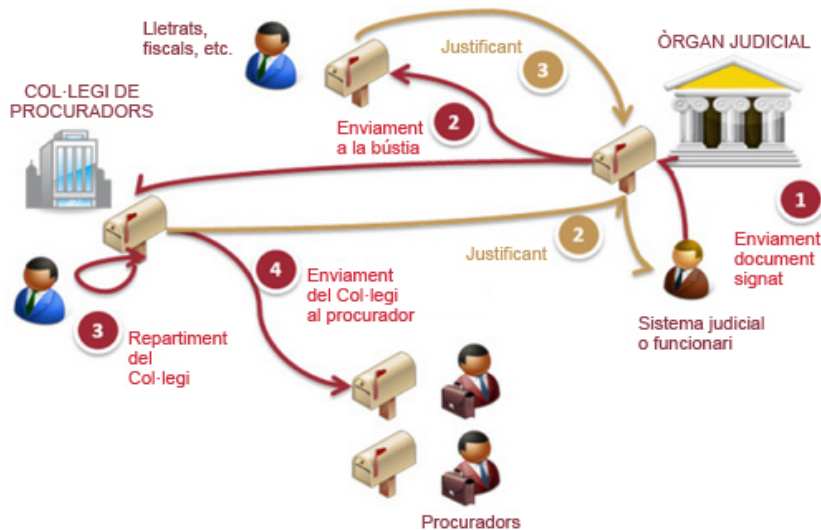 Lletrats,
fiscals, etc.
Justificant
3
ÒRGAN JUDICIAL
COL·LEGI DE
PROCURADORS
Enviament
a la bústia
2
1
Enviament
document
signat
Justificant
2
Sistema judicial
o funcionari
4
Enviament
del Col·legi
al procurador
3
Repartiment
del
Col·legi
Procuradors